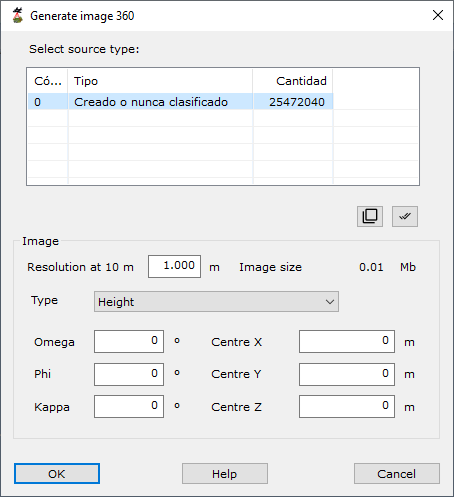 Generate image 360
Select source type:
Có... Tipo Cantidad
0 Creado o nunca clasificado 25472040
Image
Resolution at 10 m 1.000 m Image size 0.01 Mb
Type Height
Omega 0 º Centre X 0 m
Phi 0 º Centre Y 0 m
Kappa 0 º Centre Z 0 m
OK Help Cancel